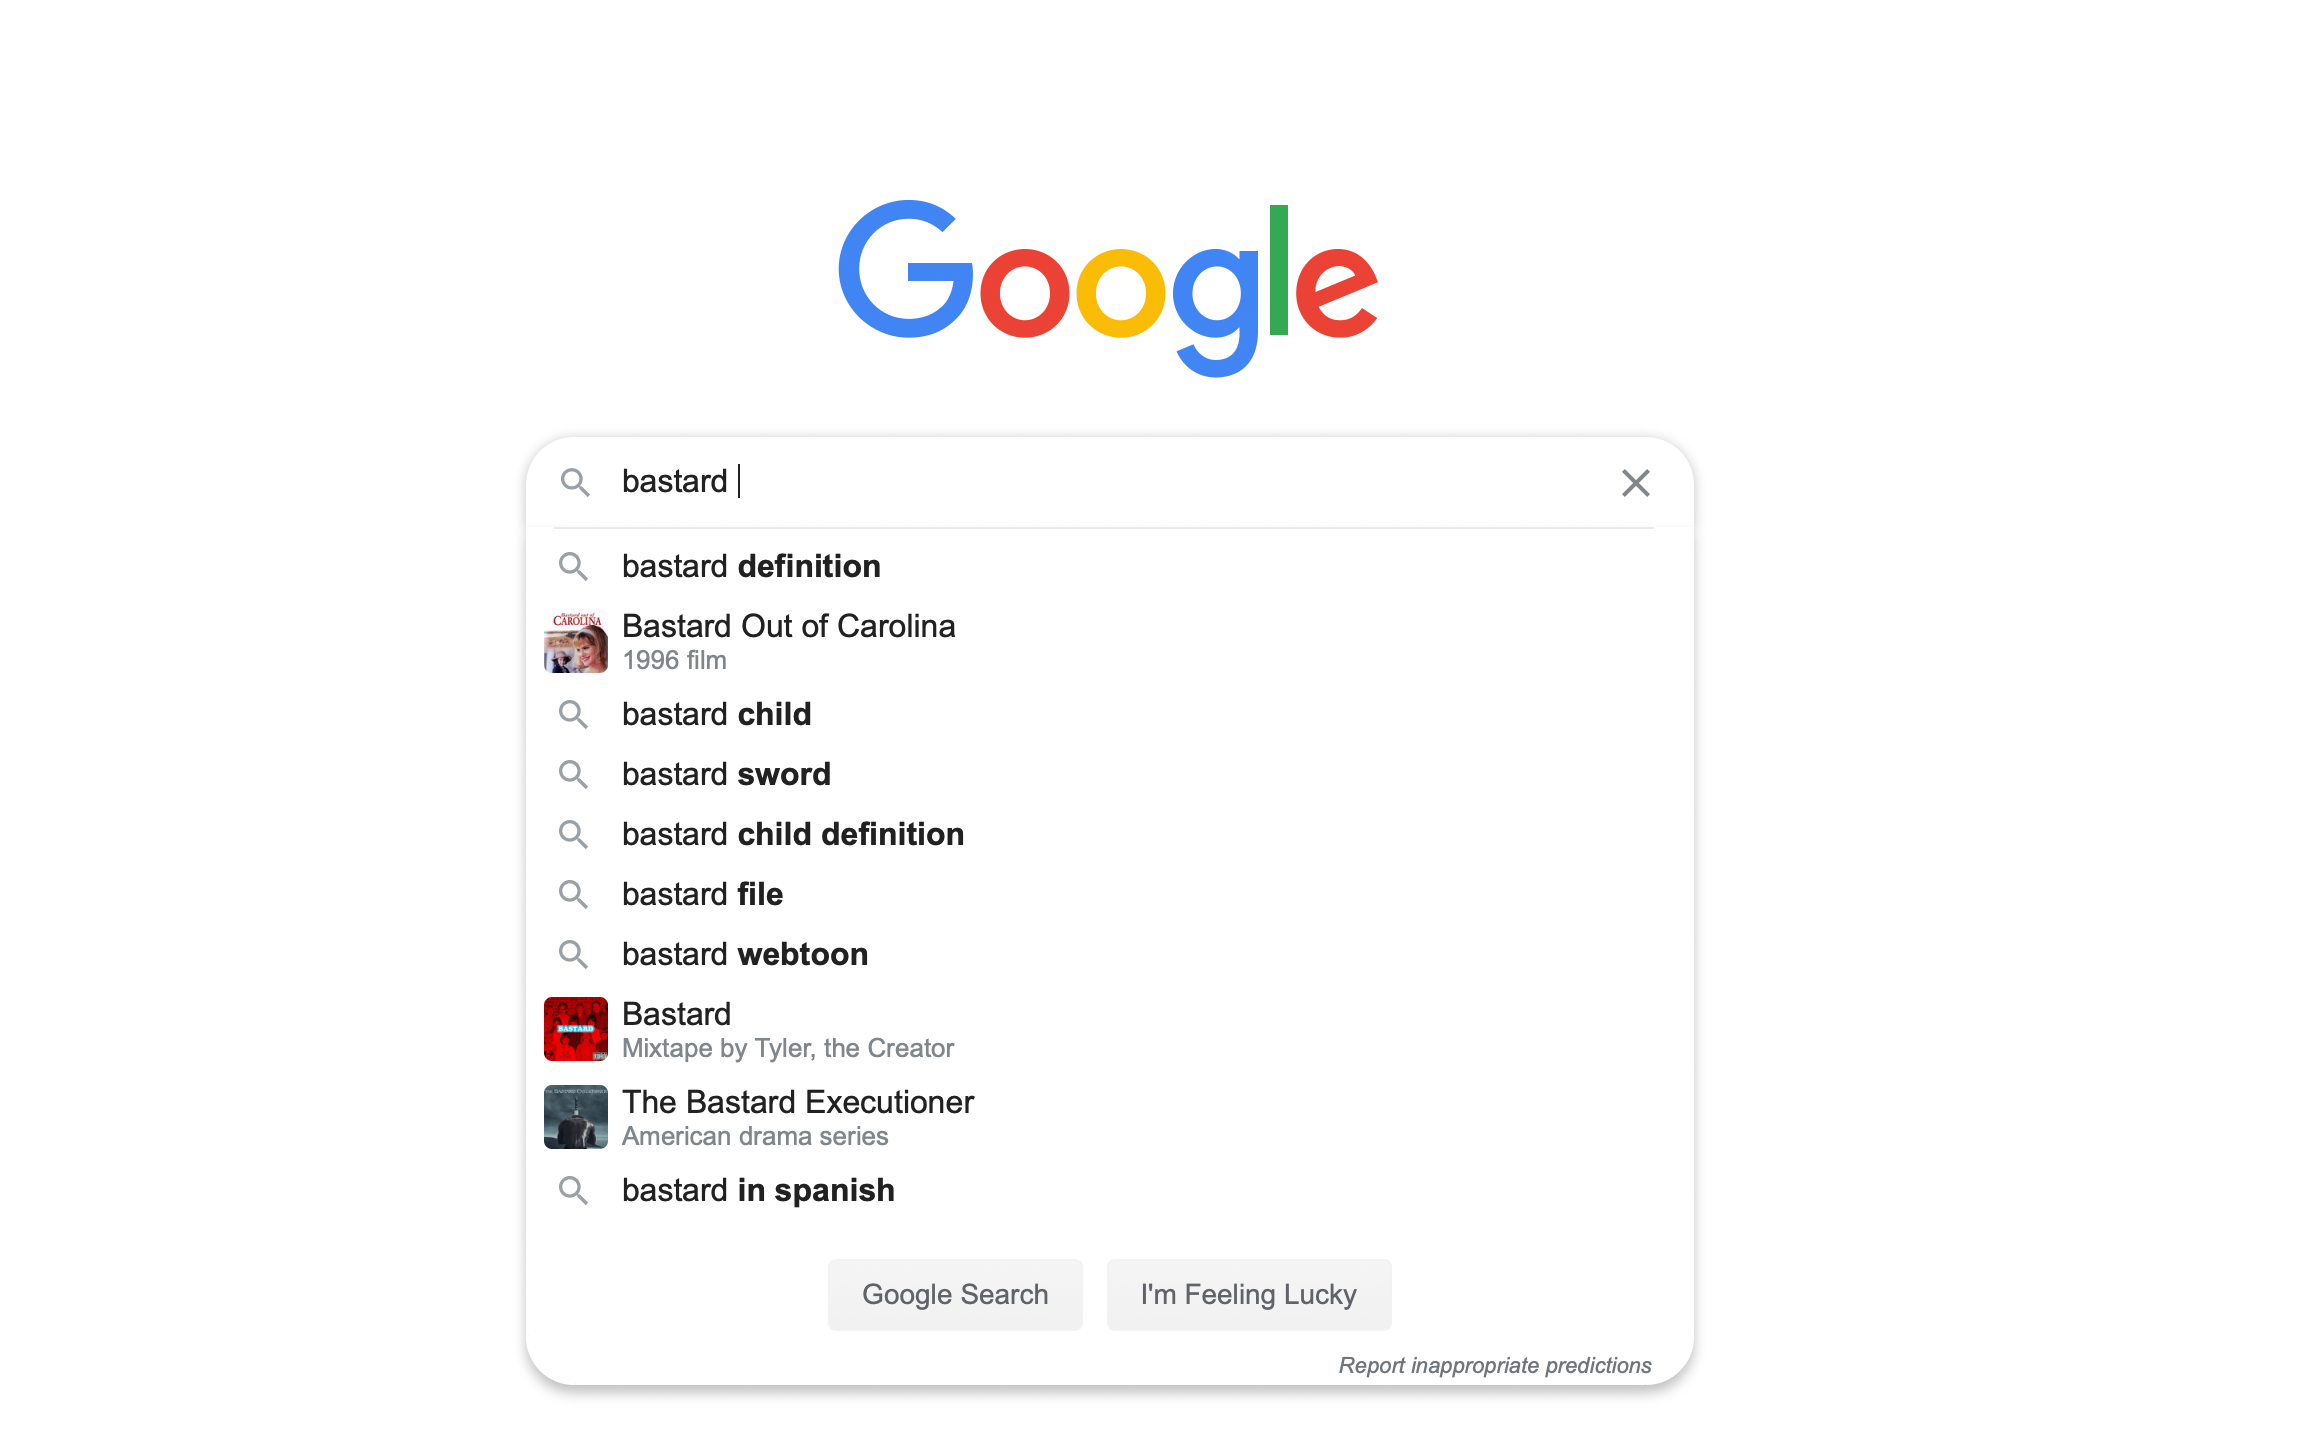 Google
bastard
bastard definition
Bastard Out of Carolina
1996 film
bastard child
bastard sword
bastard child definition
bastard file
bastard webtoon
BASTARD
Bastard
Mixtape by Tyler, the Creator
The Bastard Executioner
American drama series
bastard in spanish
Google Search
I'm Feeling Lucky
Report inappropriate predictions